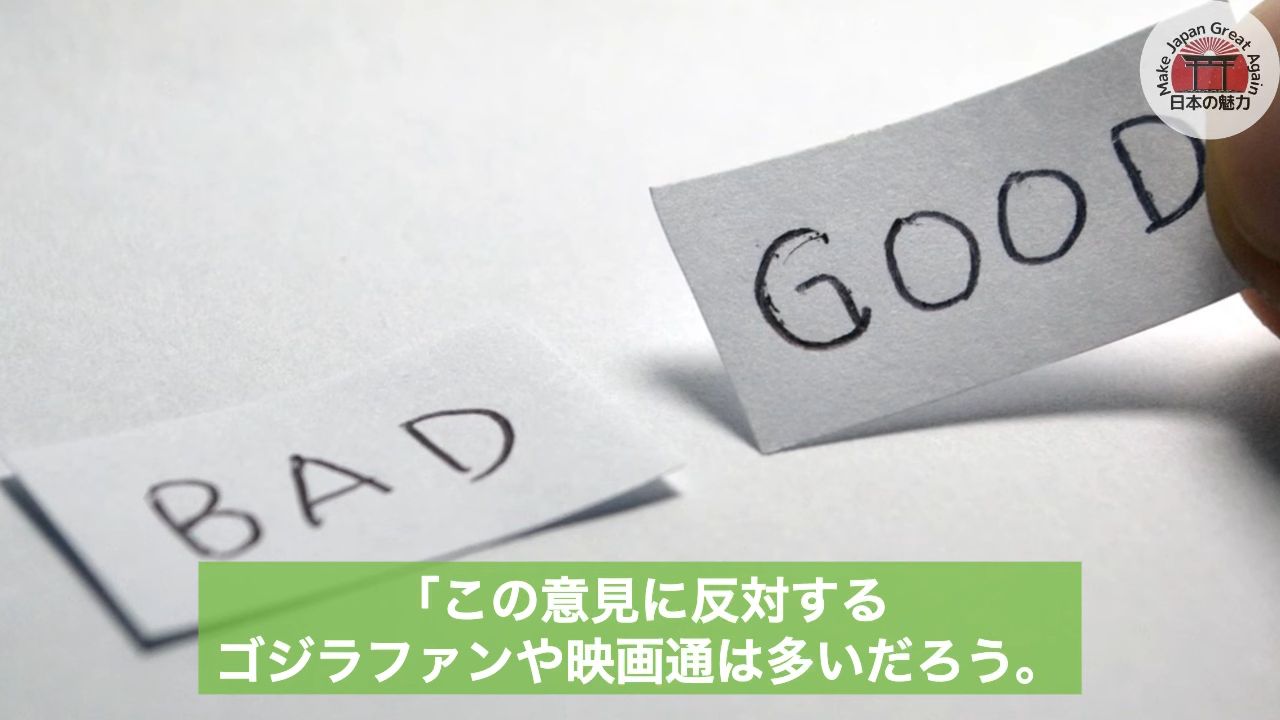 Make Japan Great Again
日本の魅力
GOOD
BAD
「この意見に反対する
ゴジラファンや映画通は多いだろう。